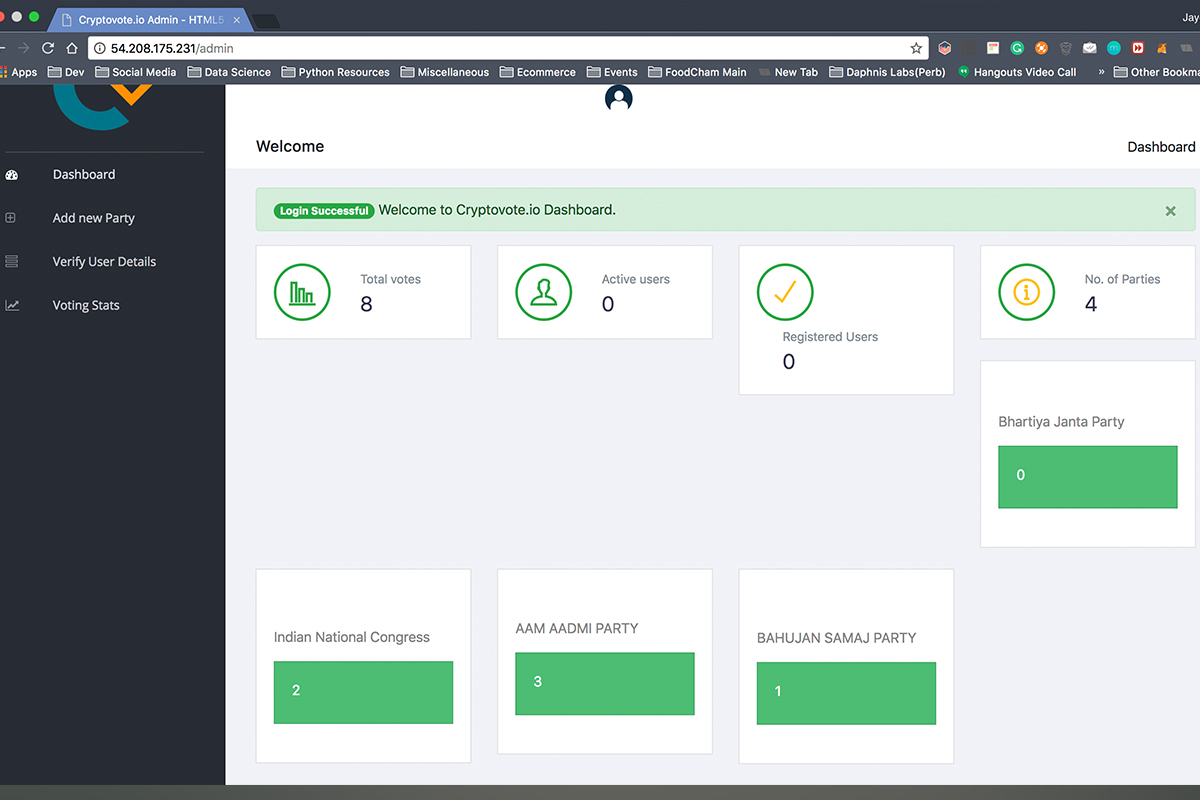 Cryptovote.io Admin - HTML5
Jay
54.208.175.231/admin
Apps Dev Social Media Data Science Python Resources Miscellaneous Ecommerce Events FoodCham Main New Tab Daphnis Labs(Perb) Hangouts Video Call » Other Bookma
Welcome
Dashboard
Dashboard
Add new Party
Verify User Details
Voting Stats
Login Successful Welcome to Cryptovote.io Dashboard.
Total votes
8
Active users
0
Registered Users
0
No. of Parties
4
Bhartiya Janta Party
0
Indian National Congress
2
AAM AADMI PARTY
3
BAHUJAN SAMAJ PARTY
1